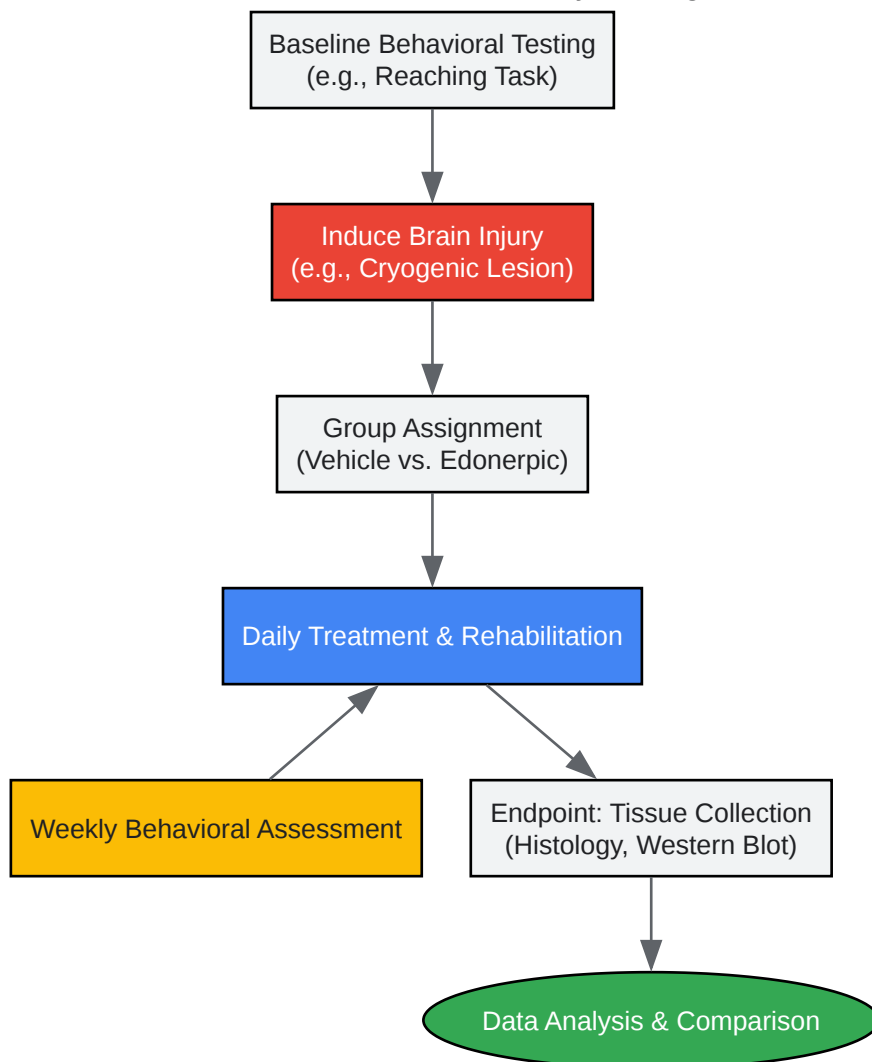 Baseline Behavioral Testing
(e.g., Reaching Task)
Induce Brain Injury
(e.g., Cryogenic Lesion)
Group Assignment
(Vehicle vs. Edonerpic)
Daily Treatment & Rehabilitation
Weekly Behavioral Assessment
Endpoint: Tissue Collection
(Histology, Western Blot)
Data Analysis & Comparison